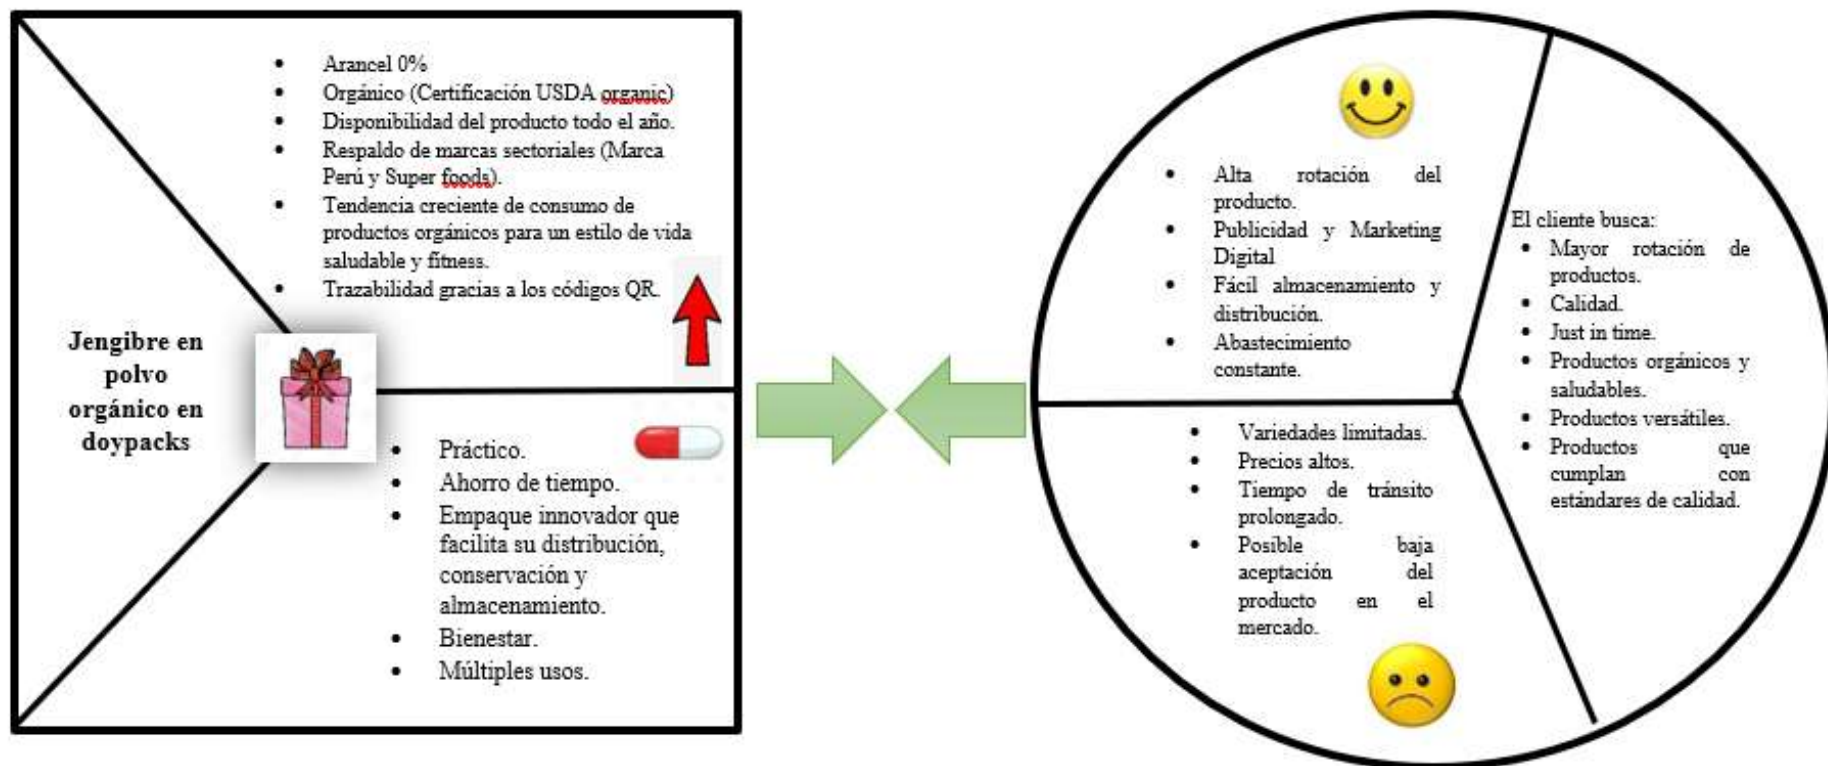 • Arancel 0%
• Orgánico (Certificación USDA organic)
• Disponibilidad del producto todo el año.
• Respaldo de marcas sectoriales (Marca
Perú y Super foods).
• Tendencia creciente de consumo de
productos orgánicos para un estilo de vida
saludable y fitness.
• Trazabilidad gracias a los códigos QR.
Jengibre en
polvo
orgánico en
doypacks
• Práctico.
• Ahorro de tiempo.
• Empaque innovador que
facilita su distribución,
conservación y
almacenamiento.
• Bienestar.
• Múltiples usos.
• Alta rotación del
producto.
• Publicidad y Marketing
Digital
• Fácil almacenamiento y
distribución.
• Abastecimiento
constante.
• Variedades limitadas.
• Precios altos.
• Tiempo de tránsito
prolongado.
• Posible baja
aceptación del
producto en el
mercado.
El cliente busca:
• Mayor rotación de
productos.
• Calidad.
• Just in time.
• Productos orgánicos y
saludables.
• Productos versátiles.
• Productos que
cumplan con
estándares de calidad.